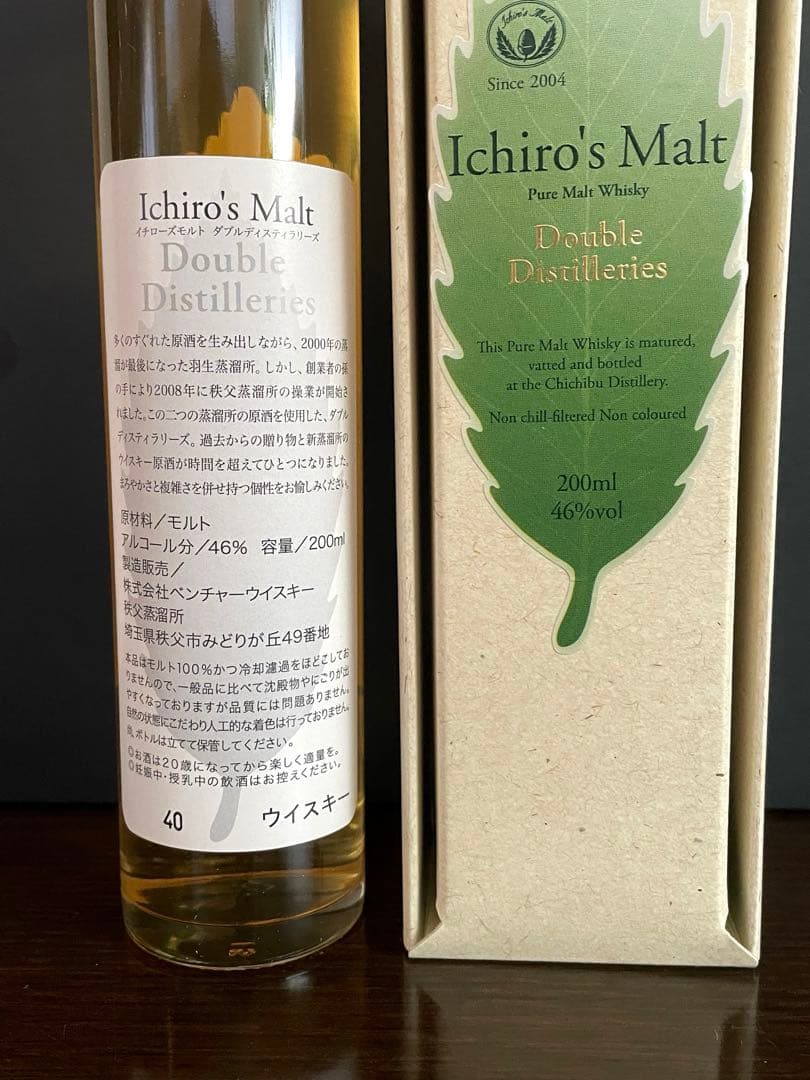 Ichiro's Malt
イチローズモルト ダブルディスティラリーズ
Double
Distilleries
多くのすぐれた原酒を生み出しながら、2000年の蒸
溜が最後になった羽生蒸溜所。しかし、創業者の孫
の手により2008年に秩父蒸溜所の操業が開始さ
れました。この二つの蒸溜所の原酒を使用した、ダブル
ディスティラリーズ。過去からの贈り物と新蒸溜所の
ウイスキー原酒が時間を超えてひとつになりました。
まろやかさと複雑さを併せ持つ個性をお愉しみください。
原材料/モルト
アルコール分/46% 容量/200ml
製造販売/
株式会社ベンチャーウイスキー
秩父蒸溜所
埼玉県秩父市みどりが丘49番地
本品はモルト100%かつ冷却濾過をほどこしてお
りませんので、一般品に比べて沈殿物やにごりが出
やすくなっておりますが品質には問題ありません。
自然の状態にこだわり人工的な着色は行っておりません。
尚、ボトルは立てて保管してください。
◎お酒は20歳になってから楽しく適量を。
◎妊娠中・授乳中の飲酒はお控えください。
40 ウイスキー
Ichiro's Malt
Since 2004
Ichiro's Malt
Pure Malt Whisky
Double
Distilleries
This Pure Malt Whisky is matured,
vatted and bottled
at the Chichibu Distillery.
Non chill-filtered Non coloured
200ml
46%vol